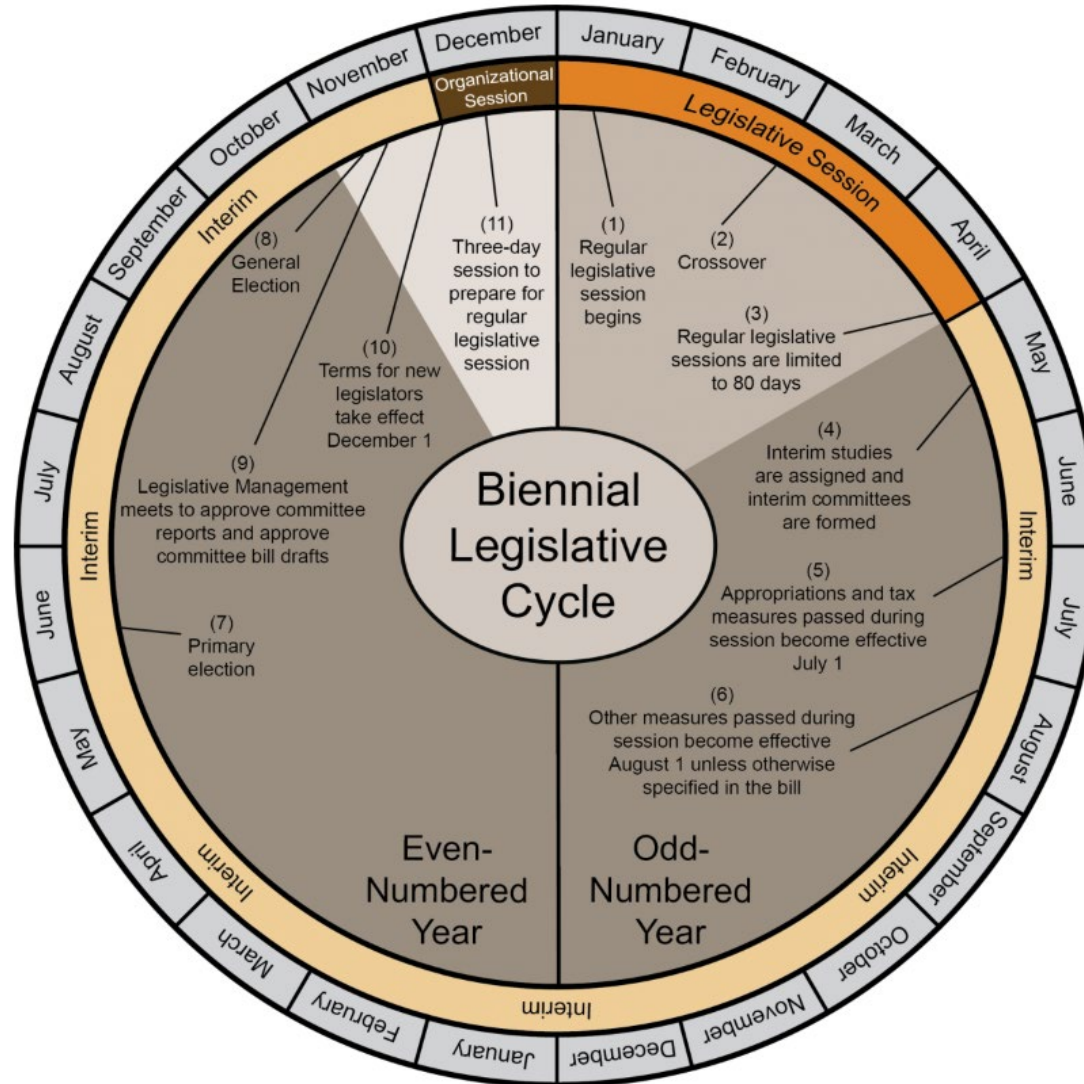 December
January
February
March
April
May
June
July
August
September
October
November
December
January
February
March
April
May
June
July
August
September
October
November
Organizational
Session
Legislative Session
Interim
Interim
Interim
Interim
Interim
Interim
(1)
Regular
legislative
session
begins
(2)
Crossover
(3)
Regular legislative
sessions are limited
to 80 days
(4)
Interim studies
are assigned and
interim committees
are formed
(5)
Appropriations and tax
measures passed during
session become effective
July 1
(6)
Other measures passed during
session become effective
August 1 unless otherwise
specified in the bill
(7)
Primary
election
(8)
General
Election
(9)
Legislative Management
meets to approve committee
reports and approve
committee bill drafts
(10)
Terms for new
legislators
take effect
December 1
(11)
Three-day
session to
prepare for
regular
legislative
session
Biennial
Legislative
Cycle
Even-
Numbered
Year
Odd-
Numbered
Year